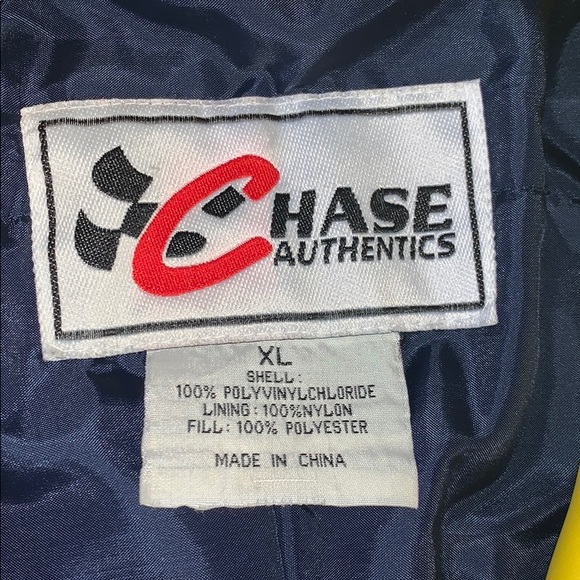 CHASE
AUTHENTICS
XL
SHELL:
100% POLYVINYLCHLORIDE
LINING:100%NYLON
FILL: 100% POLYESTER
MADE IN CHINA